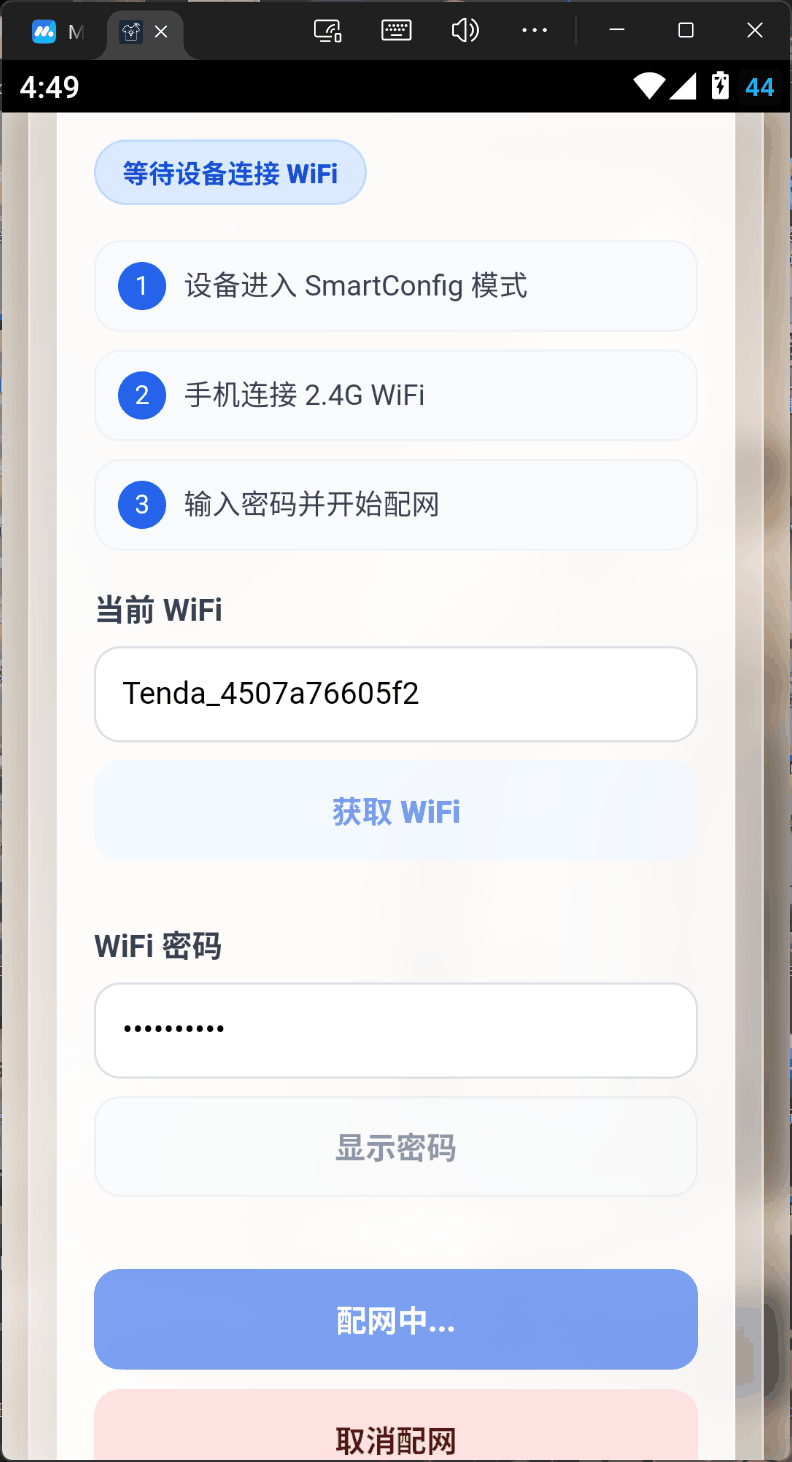 M
4:49
44
等待设备连接 WiFi
1 设备进入 SmartConfig 模式
2 手机连接 2.4G WiFi
3 输入密码并开始配网
当前 WiFi
Tenda_4507a76605f2
获取 WiFi
WiFi 密码
••••••••••
显示密码
配网中...
取消配网